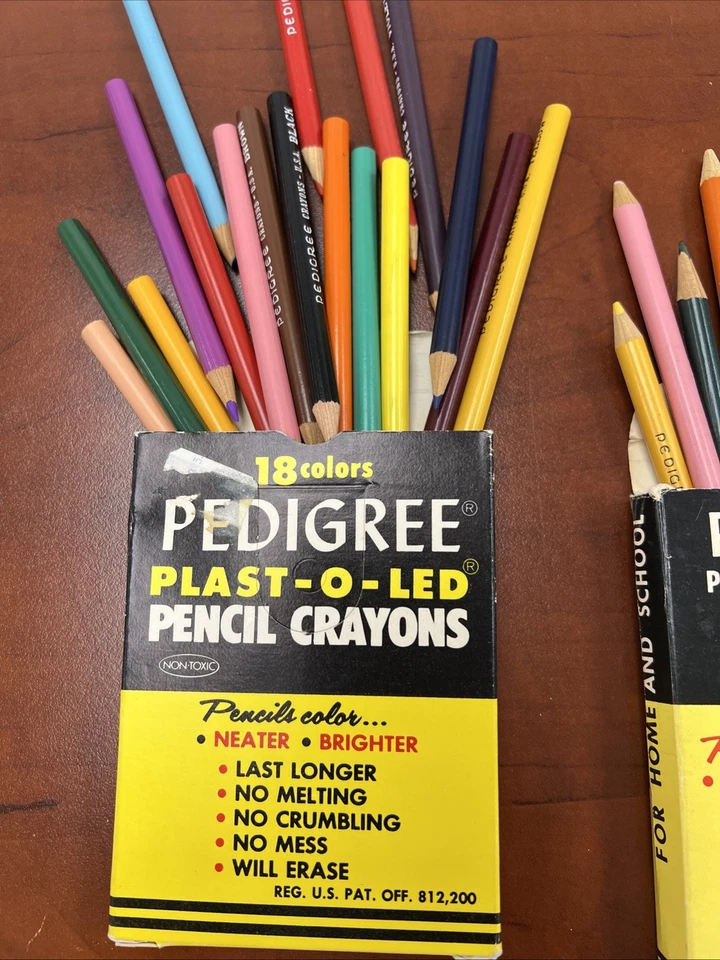 PEDIGREE CRAYONS - U.S.A. BLACK
PEDIGREE
BROWN
18 colors
PEDIGREE®
PLAST-O-LED®
PENCIL CRAYONS
NON-TOXIC
Pencils color...
• NEATER • BRIGHTER
• LAST LONGER
• NO MELTING
• NO CRUMBLING
• NO MESS
• WILL ERASE
REG. U.S. PAT. OFF. 812,200
FOR HOME AND SCHOOL